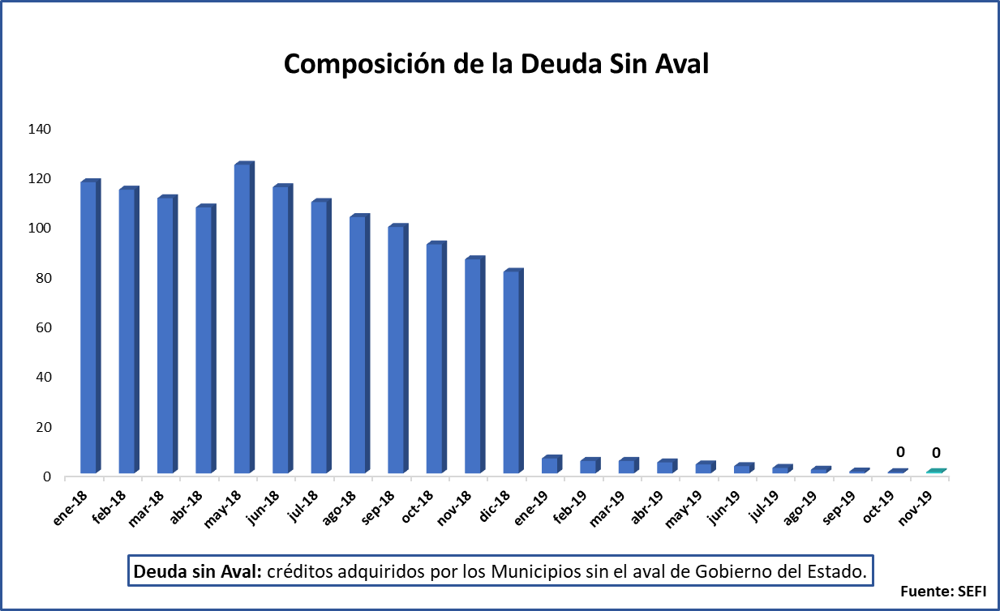 Composición de la Deuda Sin Aval
140
120
100
80
60
40
20
0
0 0
ene-18 feb-18 mar-18 abr-18 may-18 jun-18 jul-18 ago-18 sep-18 oct-18 nov-18 dic-18 ene-19 feb-19 mar-19 abr-19 may-19 jun-19 jul-19 ago-19 sep-19 oct-19 nov-19
Deuda sin Aval: créditos adquiridos por los Municipios sin el aval de Gobierno del Estado.
Fuente: SEFI